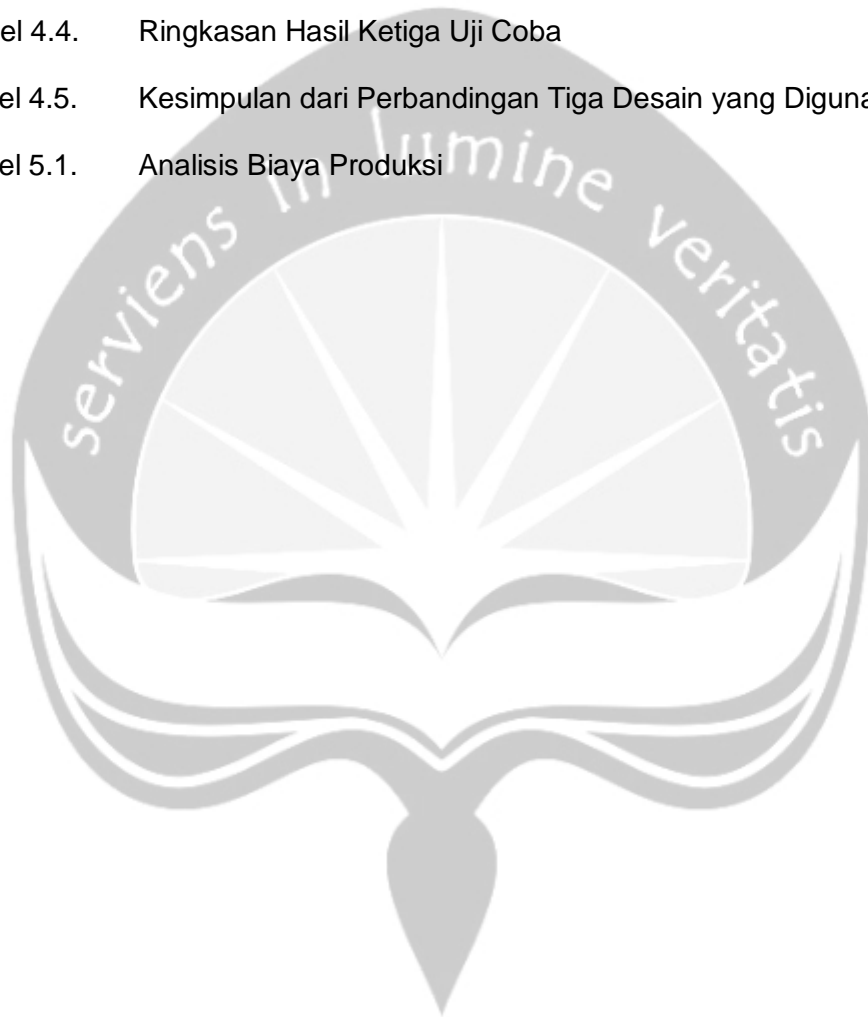 el 4.4. Ringkasan Hasil Ketiga Uji Coba
el 4.5. Kesimpulan dari Perbandingan Tiga Desain yang Diguna
el 5.1. Analisis Biaya Produksi
serviens in lumine veritatis